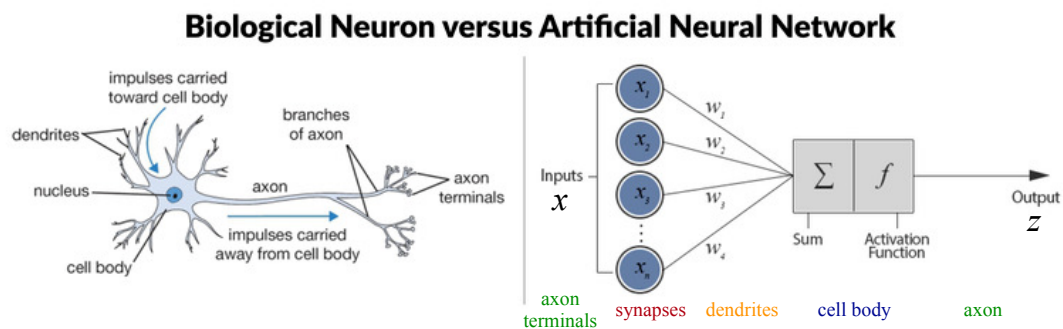 Biological Neuron versus Artificial Neural Network
impulses carried
toward cell body
dendrites
nucleus
cell body
axon
impulses carried
away from cell body
branches
of axon
axon
terminals
Inputs
x
x₁
x₂
x₃
xₙ
w₁
w₂
w₃
w₄
Σ
f
Sum
Activation
Function
Output
z
axon
terminals
synapses
dendrites
cell body
axon